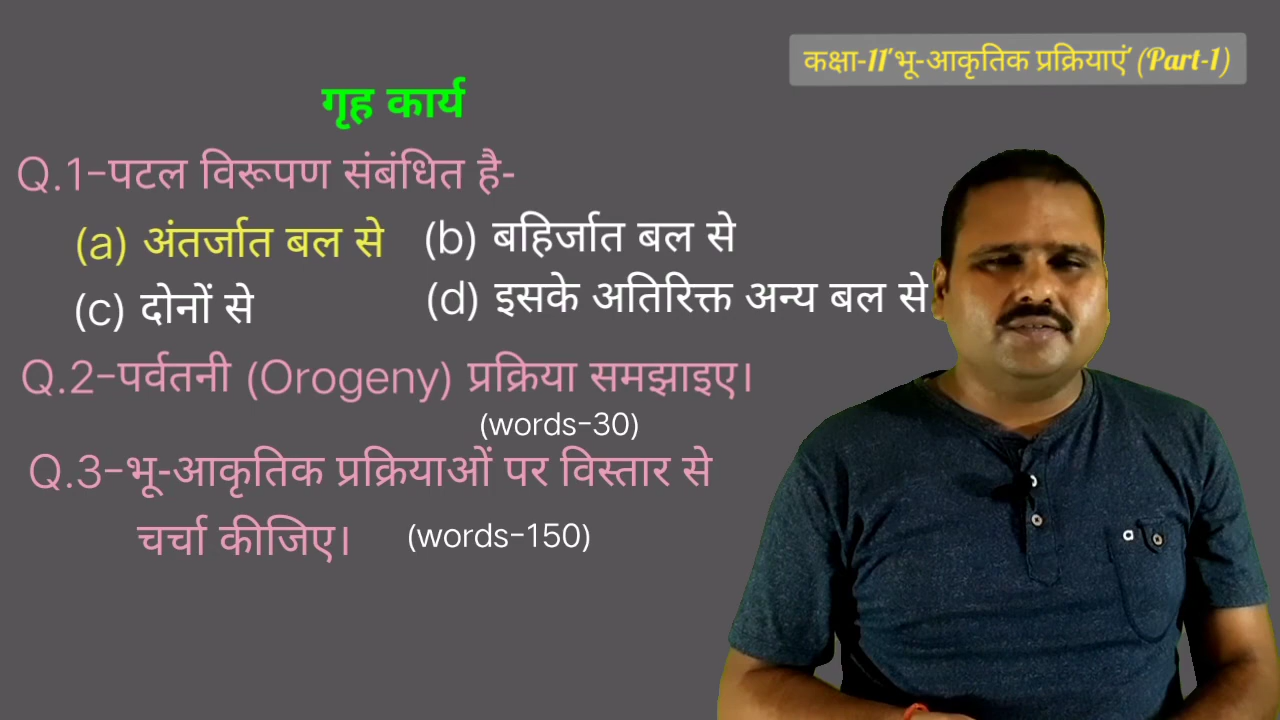 कक्षा-11'भू-आकृतिक प्रक्रियाएं' (Part-1)
गृह कार्य
Q.1-पटल विरूपण संबंधित है-
(a) अंतर्जात बल से (b) बहिर्जात बल से
(c) दोनों से (d) इसके अतिरिक्त अन्य बल से
Q.2-पर्वतनी (Orogeny) प्रक्रिया समझाइए।
(words-30)
Q.3-भू-आकृतिक प्रक्रियाओं पर विस्तार से
चर्चा कीजिए। (words-150)